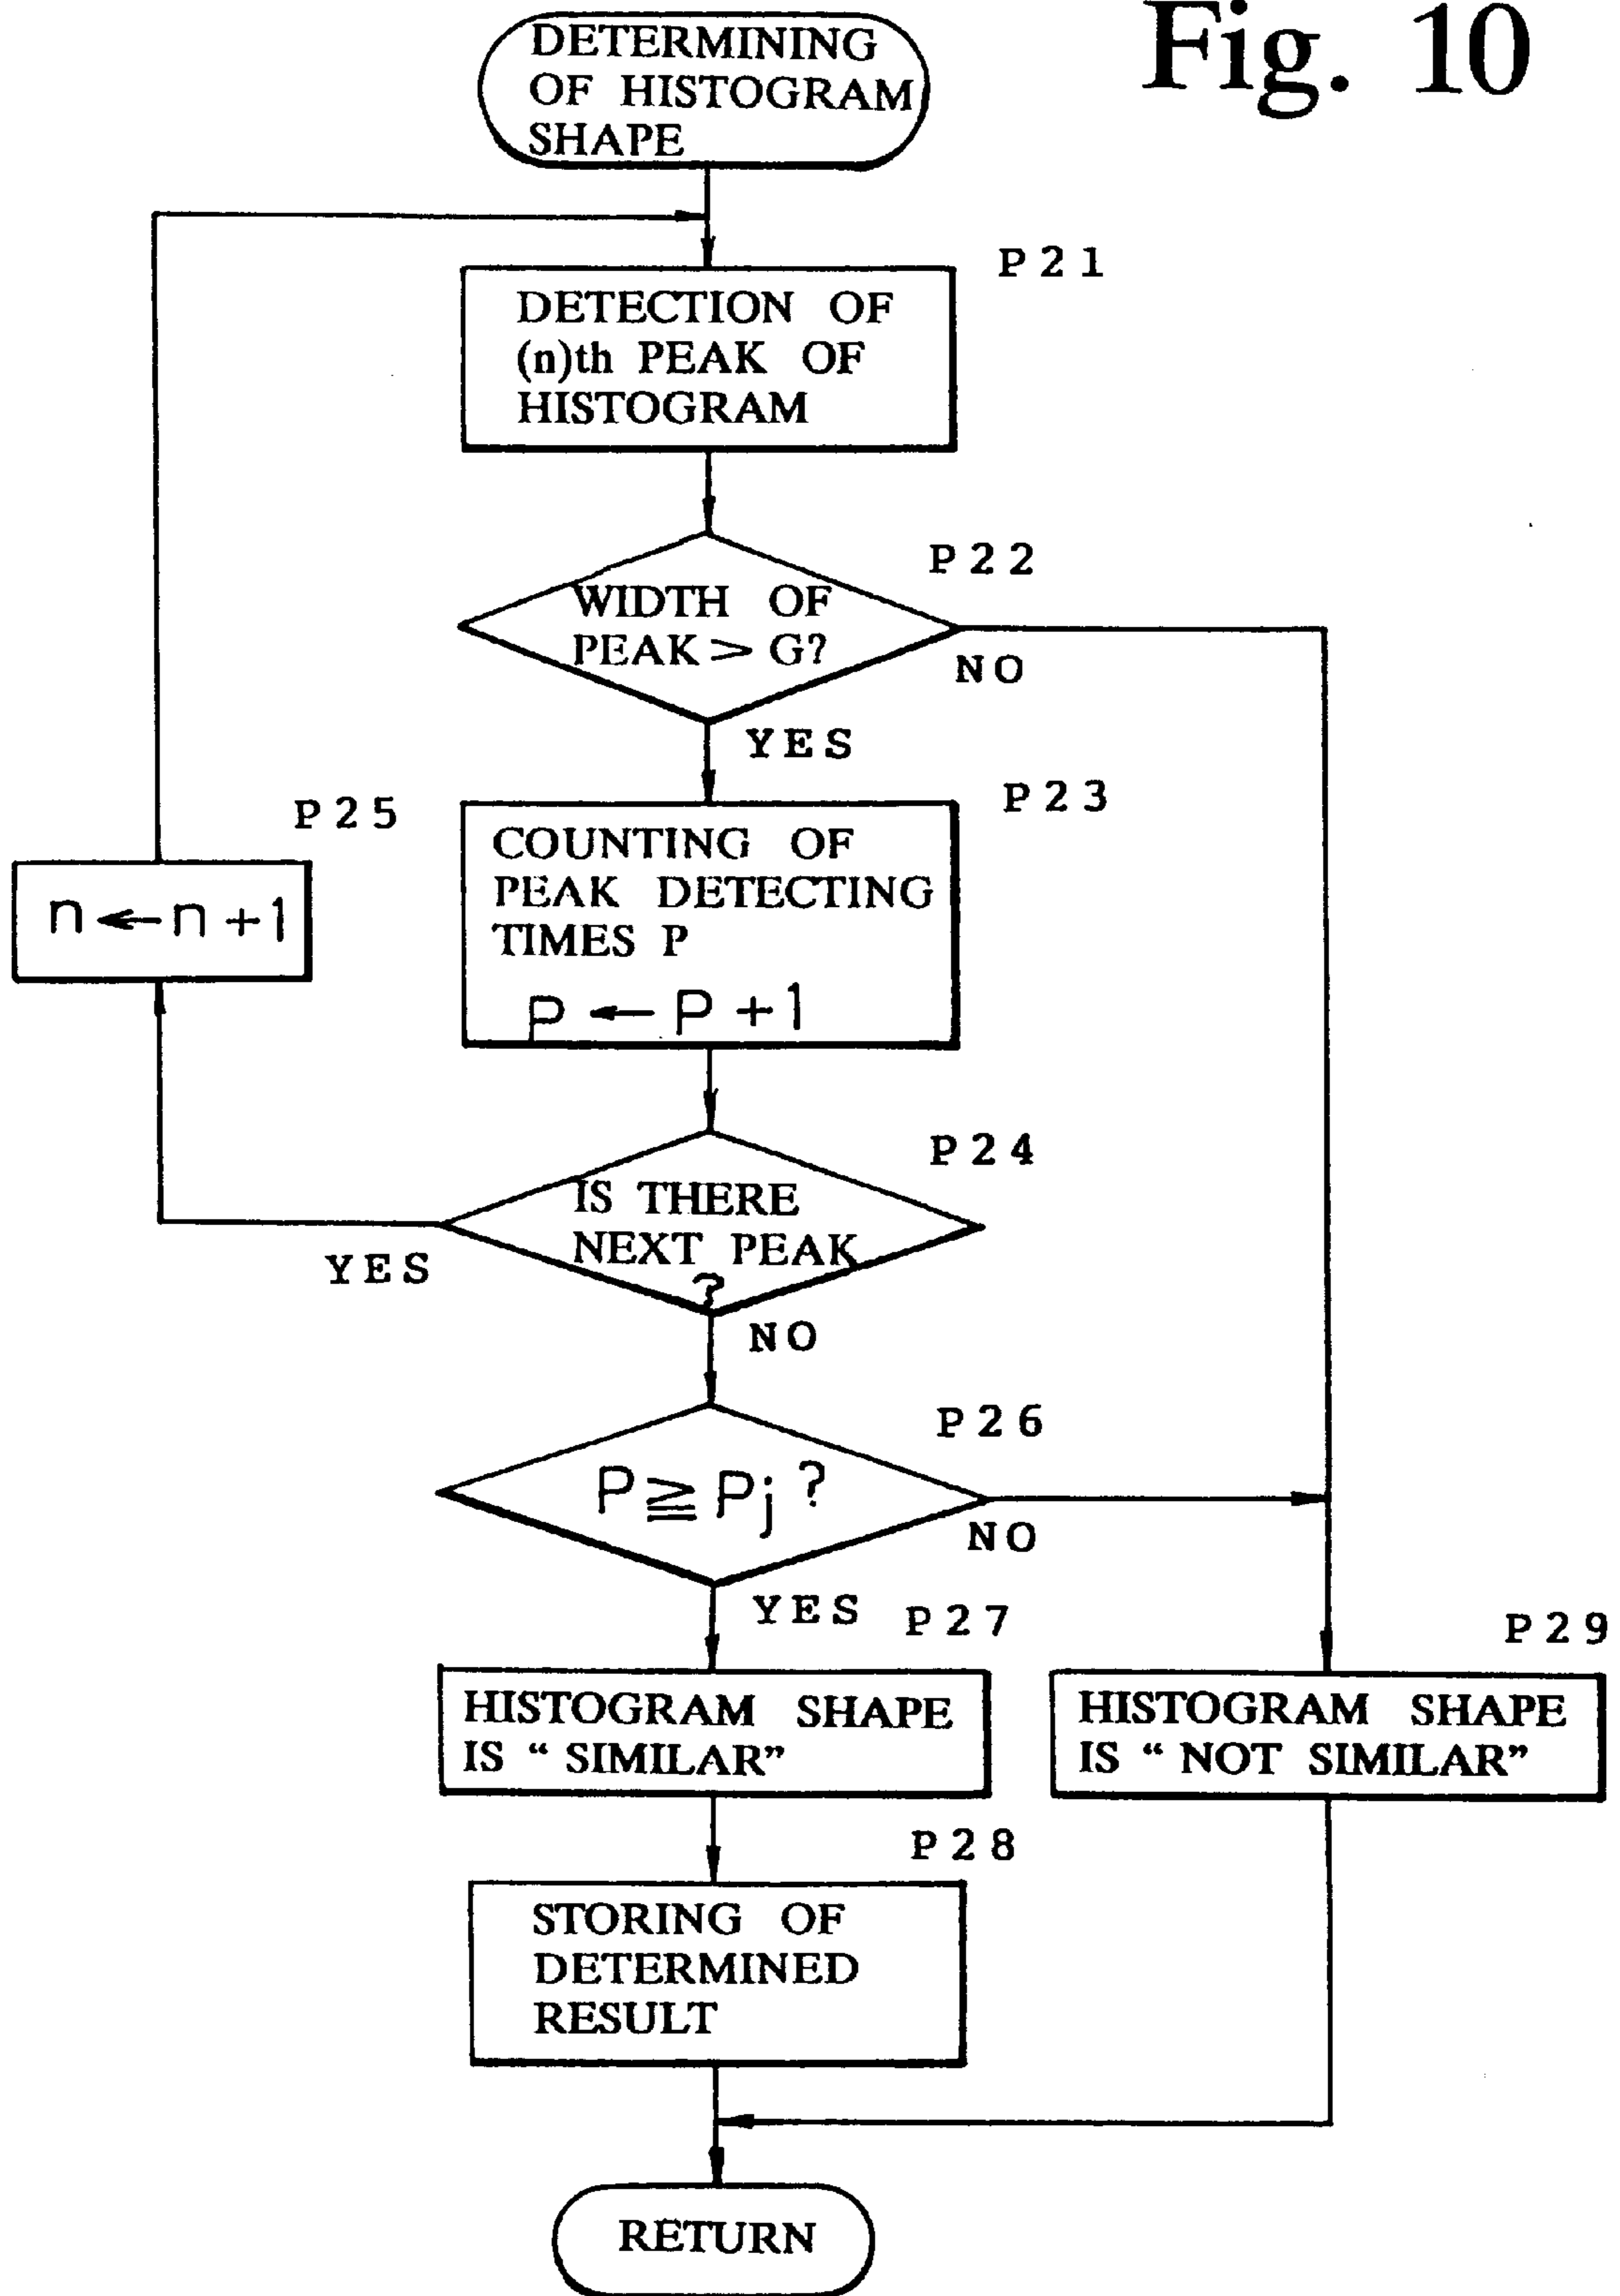 Fig. 10
DETERMINING
OF HISTOGRAM
SHAPE
P21
DETECTION OF
(n)th PEAK OF
HISTOGRAM
P22
WIDTH OF
PEAK > G?
NO
YES
P23
COUNTING OF
PEAK DETECTING
TIMES P
P ← P + 1
P25
n ← n + 1
P24
IS THERE
NEXT PEAK
?
YES
NO
P26
P ≧ Pj ?
NO
YES
P27
HISTOGRAM SHAPE
IS “ SIMILAR”
P29
HISTOGRAM SHAPE
IS “ NOT SIMILAR”
P28
STORING OF
DETERMINED
RESULT
RETURN